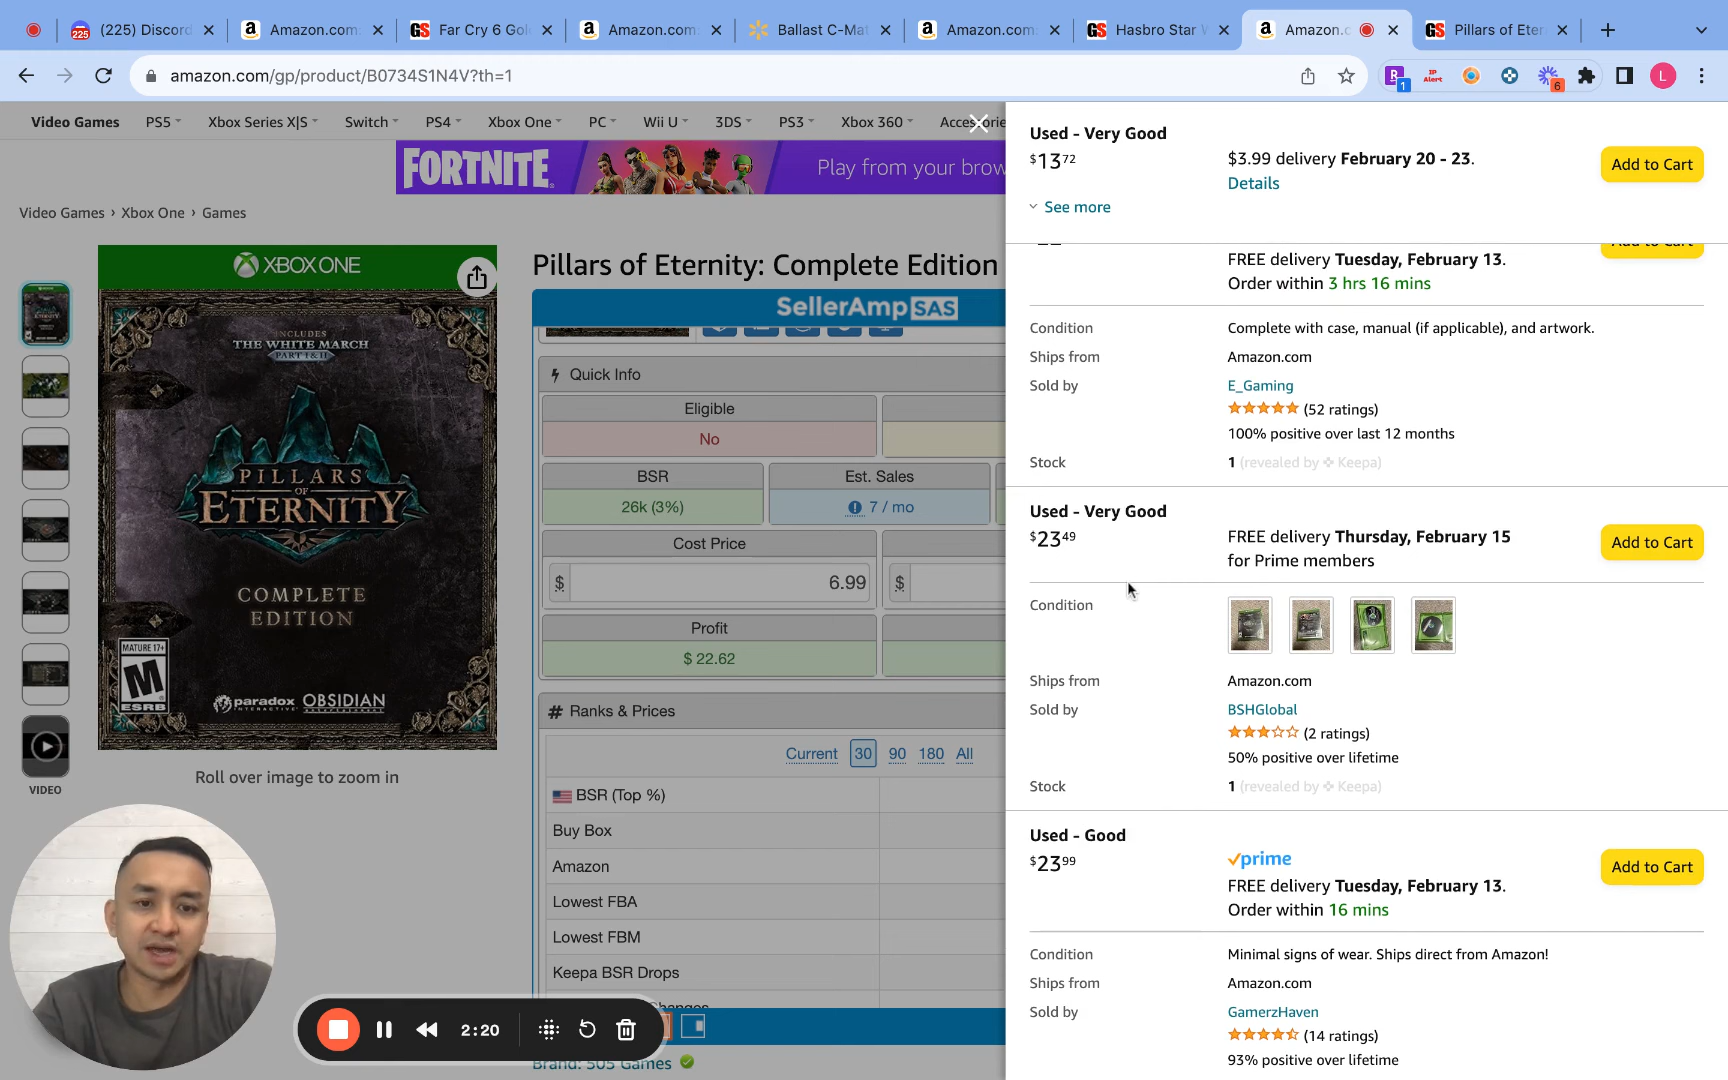 (225) Discord
Amazon.com
Far Cry 6 Gol
Amazon.com
Ballast C-Mat
Amazon.com
Hasbro Star W
Amazon.c
Pillars of Eter
amazon.com/gp/product/B0734S1N4V?th=1
IP
Alert
R
1
6
L
Video Games
PS5
Xbox Series X|S
Switch
PS4
Xbox One
PC
Wii U
3DS
PS3
Xbox 360
Accessorie
FORTNITE
Play from your brow
Video Games › Xbox One › Games
XBOX ONE
INCLUDES
THE WHITE MARCH
PART I & II
PILLARS
OF
ETERNITY
COMPLETE
EDITION
MATURE 17+
M
ESRB
paradox
INTERACTIVE
OBSIDIAN
ENTERTAINMENT
VIDEO
Roll over image to zoom in
Pillars of Eternity: Complete Edition
SellerAmp SAS
Quick Info
Eligible
No
BSR
Est. Sales
26k (3%)
7 / mo
Cost Price
$ 6.99
$
Profit
$ 22.62
# Ranks & Prices
Current 30 90 180 All
BSR (Top %)
Buy Box
Amazon
Lowest FBA
Lowest FBM
Keepa BSR Drops
Changes
Brand: 505 Games
2:20
Used - Very Good
$13 72
$3.99 delivery February 20 - 23.
Details
Add to Cart
See more
Add to Cart
FREE delivery Tuesday, February 13.
Order within 3 hrs 16 mins
Condition
Complete with case, manual (if applicable), and artwork.
Ships from
Amazon.com
Sold by
E_Gaming
(52 ratings)
100% positive over last 12 months
Stock
1 (revealed by Keepa)
Used - Very Good
$23 49
FREE delivery Thursday, February 15
for Prime members
Add to Cart
Condition
Ships from
Amazon.com
Sold by
BSHGlobal
(2 ratings)
50% positive over lifetime
Stock
1 (revealed by Keepa)
Used - Good
$23 99
prime
FREE delivery Tuesday, February 13.
Order within 16 mins
Add to Cart
Condition
Minimal signs of wear. Ships direct from Amazon!
Ships from
Amazon.com
Sold by
GamerzHaven
(14 ratings)
93% positive over lifetime